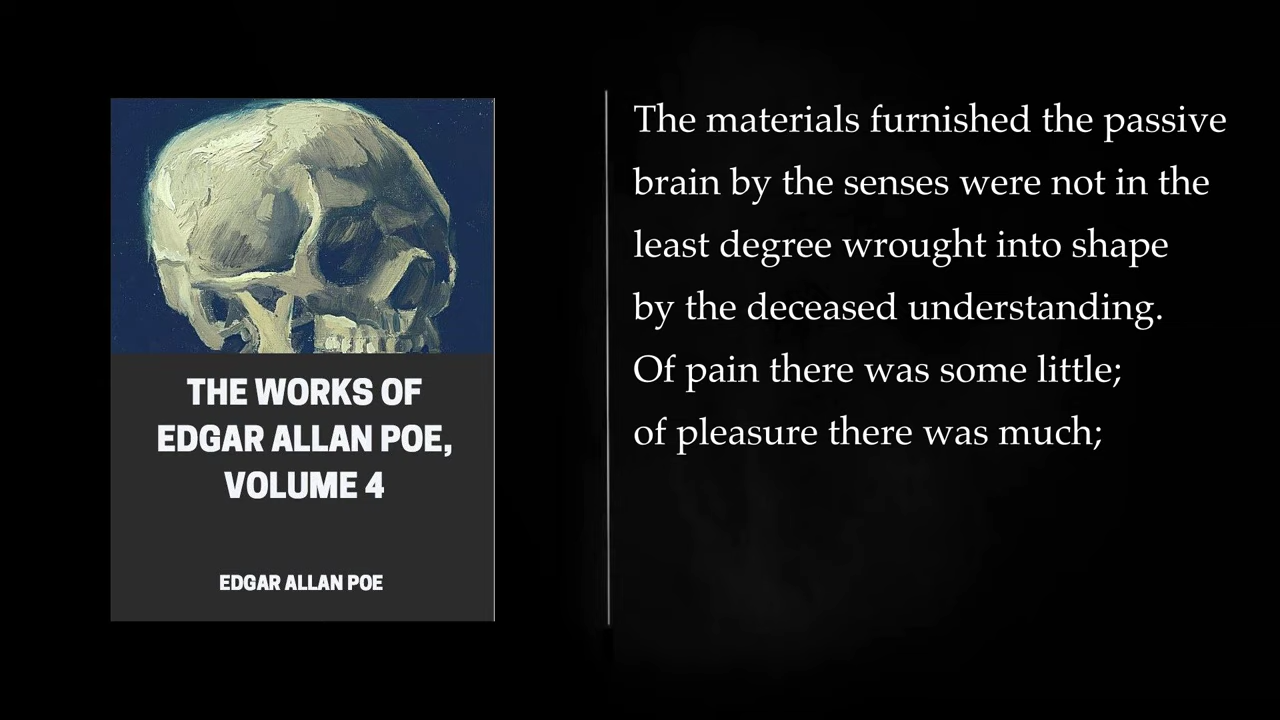 THE WORKS OF
EDGAR ALLAN POE,
VOLUME 4
EDGAR ALLAN POE
The materials furnished the passive
brain by the senses were not in the
least degree wrought into shape
by the deceased understanding.
Of pain there was some little;
of pleasure there was much;